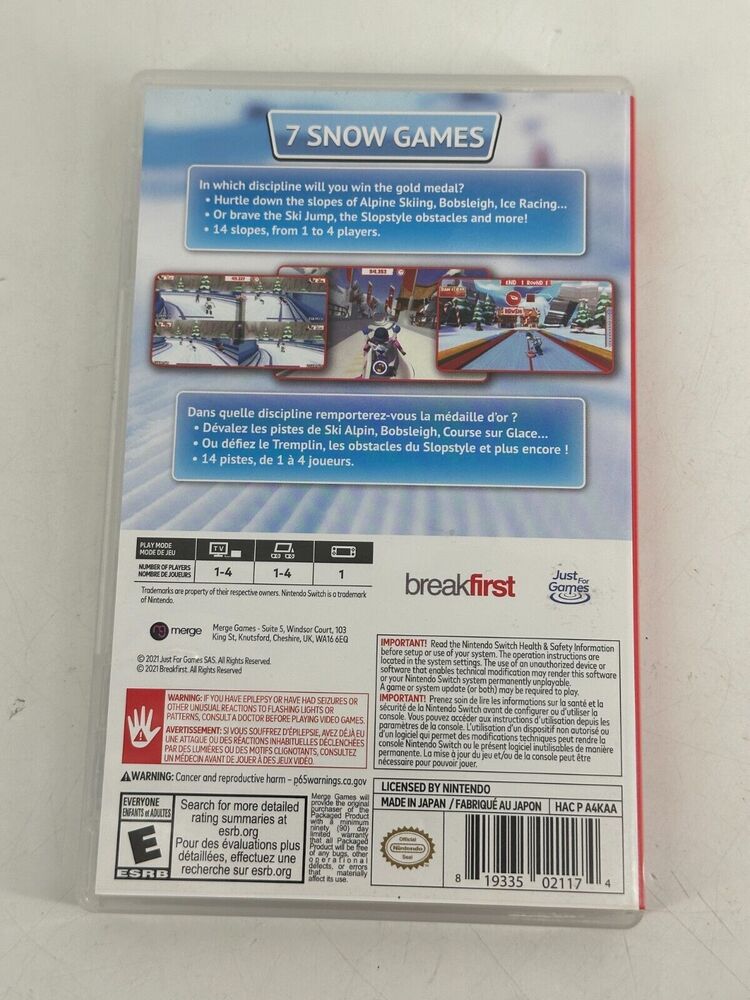 7 SNOW GAMES
In which discipline will you win the gold medal?
• Hurtle down the slopes of Alpine Skiing, Bobsleigh, Ice Racing...
• Or brave the Ski Jump, the Slopstyle obstacles and more!
• 14 slopes, from 1 to 4 players.
END 1 ROUND 1
Dans quelle discipline remporterez-vous la médaille d'or ?
• Dévalez les pistes de Ski Alpin, Bobsleigh, Course sur Glace...
• Ou défiez le Tremplin, les obstacles du Slopstyle et plus encore !
• 14 pistes, de 1 à 4 joueurs.
PLAY MODE
MODE DE JEU
TV
NUMBER OF PLAYERS
NOMBRE DE JOUEURS
1-4
1-4
1
Trademarks are property of their respective owners. Nintendo Switch is a trademark
of Nintendo.
breakfirst
Just For
Games
merge
Merge Games - Suite 5, Windsor Court, 103
King St, Knutsford, Cheshire, UK, WA16 6EQ
© 2021 Just For Games SAS. All Rights Reserved.
© 2021 Breakfirst. All Rights Reserved.
IMPORTANT! Read the Nintendo Switch Health & Safety Information
before setup or use of your system. The operation instructions are
located in the system settings. The use of an unauthorized device or
software that enables technical modification may render this software
or your Nintendo Switch system permanently unplayable.
A game or system update (or both) may be required to play.
IMPORTANT! Prenez soin de lire les informations sur la santé et la
sécurité de la Nintendo Switch avant de configurer ou d'utiliser la
console. Vous pouvez accéder aux instructions d'utilisation depuis les
paramètres de la console. L'utilisation d'un dispositif non autorisé ou
d'un logiciel qui permet des modifications techniques peut rendre la
console Nintendo Switch ou le présent logiciel inutilisables de manière
permanente. La mise à jour du jeu et/ou de la console peut être
nécessaire pour pouvoir jouer.
WARNING: IF YOU HAVE EPILEPSY OR HAVE HAD SEIZURES OR
OTHER UNUSUAL REACTIONS TO FLASHING LIGHTS OR
PATTERNS, CONSULT A DOCTOR BEFORE PLAYING VIDEO GAMES.
AVERTISSEMENT: SI VOUS SOUFFREZ D'ÉPILEPSIE, AVEZ DÉJÀ EU
UNE ATTAQUE OU DES RÉACTIONS INHABITUELLES DÉCLENCHÉES
PAR DES LUMIÈRES OU DES MOTIFS CLIGNOTANTS, CONSULTEZ
UN MÉDECIN AVANT DE JOUER À DES JEUX VIDÉO.
WARNING: Cancer and reproductive harm – p65warnings.ca.gov
EVERYONE
ENFANTS et ADULTES
E
ESRB
Search for more detailed
rating summaries at
esrb.org
Pour des évaluations plus
détaillées, effectuez une
recherche sur esrb.org
Merge Games will
provide the original
purchaser of the
Packaged Product
with a minimum
ninety (90) day
limited warranty
that all Packaged
Product will be free
of any bugs, other
operational
defects, or errors
that materially
affect its use.
LICENSED BY NINTENDO
MADE IN JAPAN / FABRIQUÉ AU JAPON
HAC P A4KAA
Official
Nintendo
Seal
8 19335 02117 4